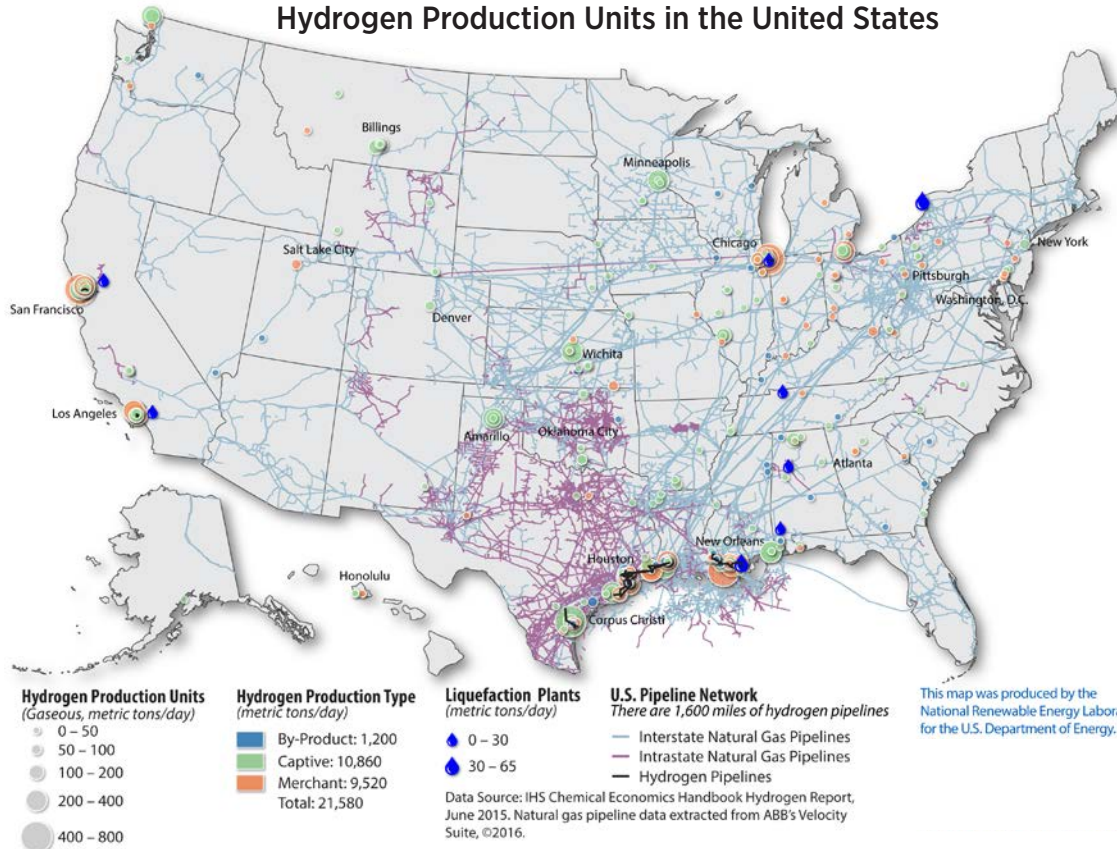 Hydrogen Production Units in the United States
Billings
Minneapolis
Salt Lake City
Chicago
New York
Pittsburgh
San Francisco
Denver
Washington, D.C.
Wichita
Los Angeles
Amarillo
Oklahoma City
Atlanta
New Orleans
Houston
Honolulu
Corpus Christi
Hydrogen Production Units
(Gaseous, metric tons/day)
0 – 50
50 – 100
100 – 200
200 – 400
400 – 800
Hydrogen Production Type
(metric tons/day)
By-Product: 1,200
Captive: 10,860
Merchant: 9,520
Total: 21,580
Liquefaction Plants
(metric tons/day)
0 – 30
30 – 65
U.S. Pipeline Network
There are 1,600 miles of hydrogen pipelines
Interstate Natural Gas Pipelines
Intrastate Natural Gas Pipelines
Hydrogen Pipelines
Data Source: IHS Chemical Economics Handbook Hydrogen Report,
June 2015. Natural gas pipeline data extracted from ABB's Velocity
Suite, ©2016.
This map was produced by the
National Renewable Energy Labora
for the U.S. Department of Energy.